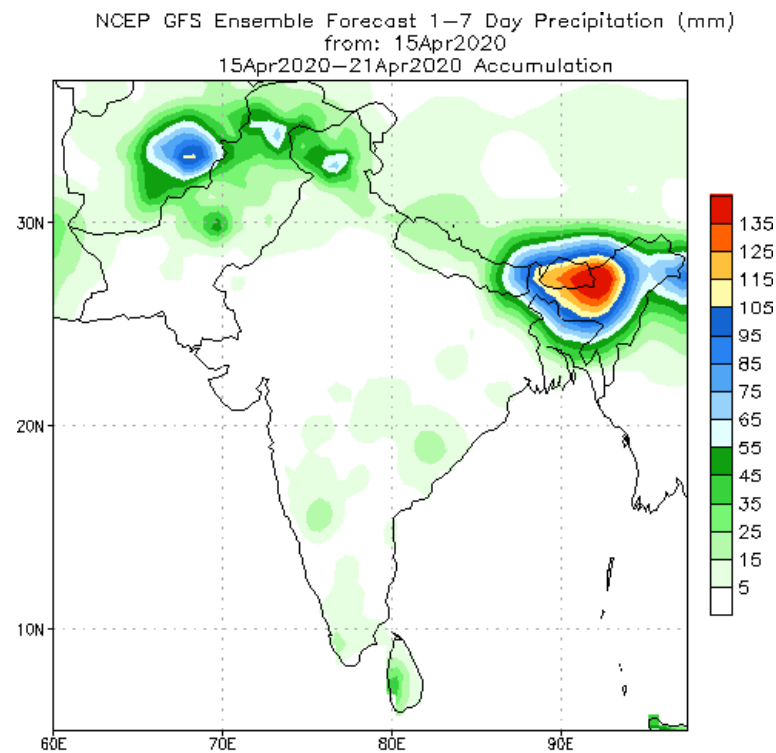 NCEP GFS Ensemble Forecast 1–7 Day Precipitation (mm)
from: 15Apr2020
15Apr2020–21Apr2020 Accumulation
30N
20N
10N
60E 70E 80E 90E
135
125
115
105
95
85
75
65
55
45
35
25
15
5